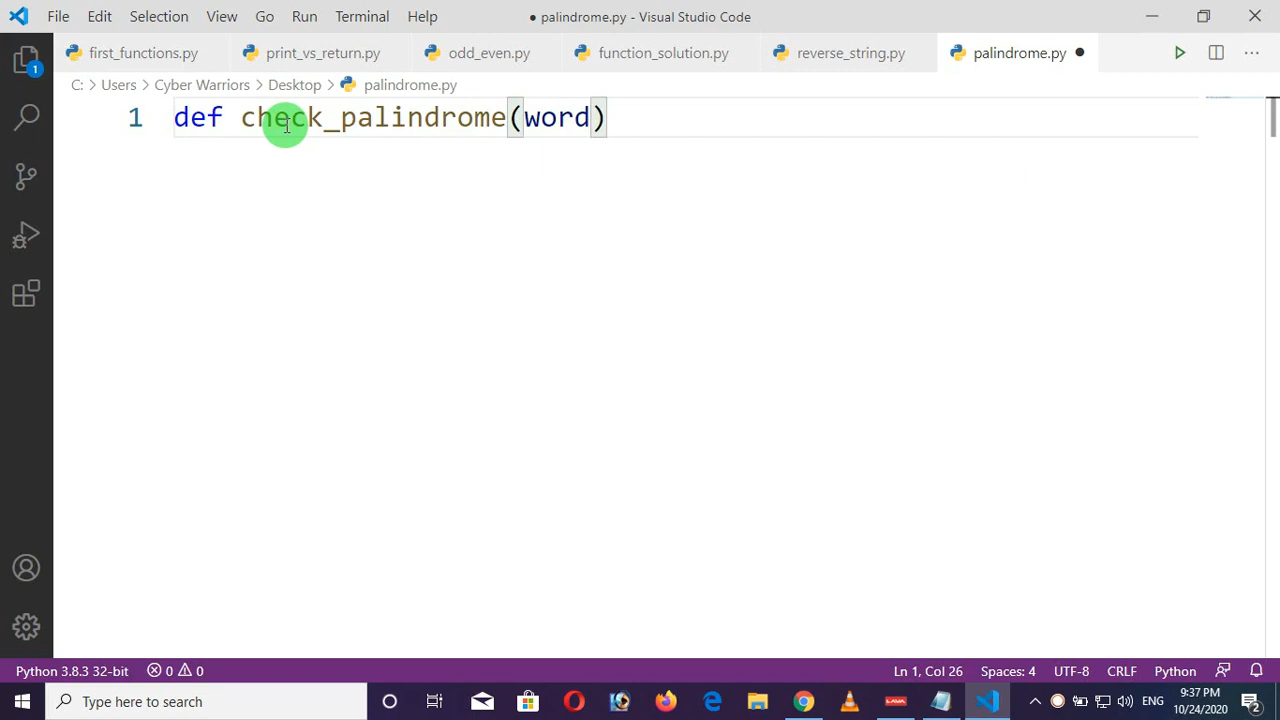 File Edit Selection View Go Run Terminal Help ● palindrome.py - Visual Studio Code
first_functions.py print_vs_return.py odd_even.py function_solution.py reverse_string.py palindrome.py ●
C: > Users > Cyber Warriors > Desktop > palindrome.py
1 def check_palindrome(word)
1
Python 3.8.3 32-bit 0 0 Ln 1, Col 26 Spaces: 4 UTF-8 CRLF Python
Type here to search LAVA ENG 9:37 PM
10/24/2020 2